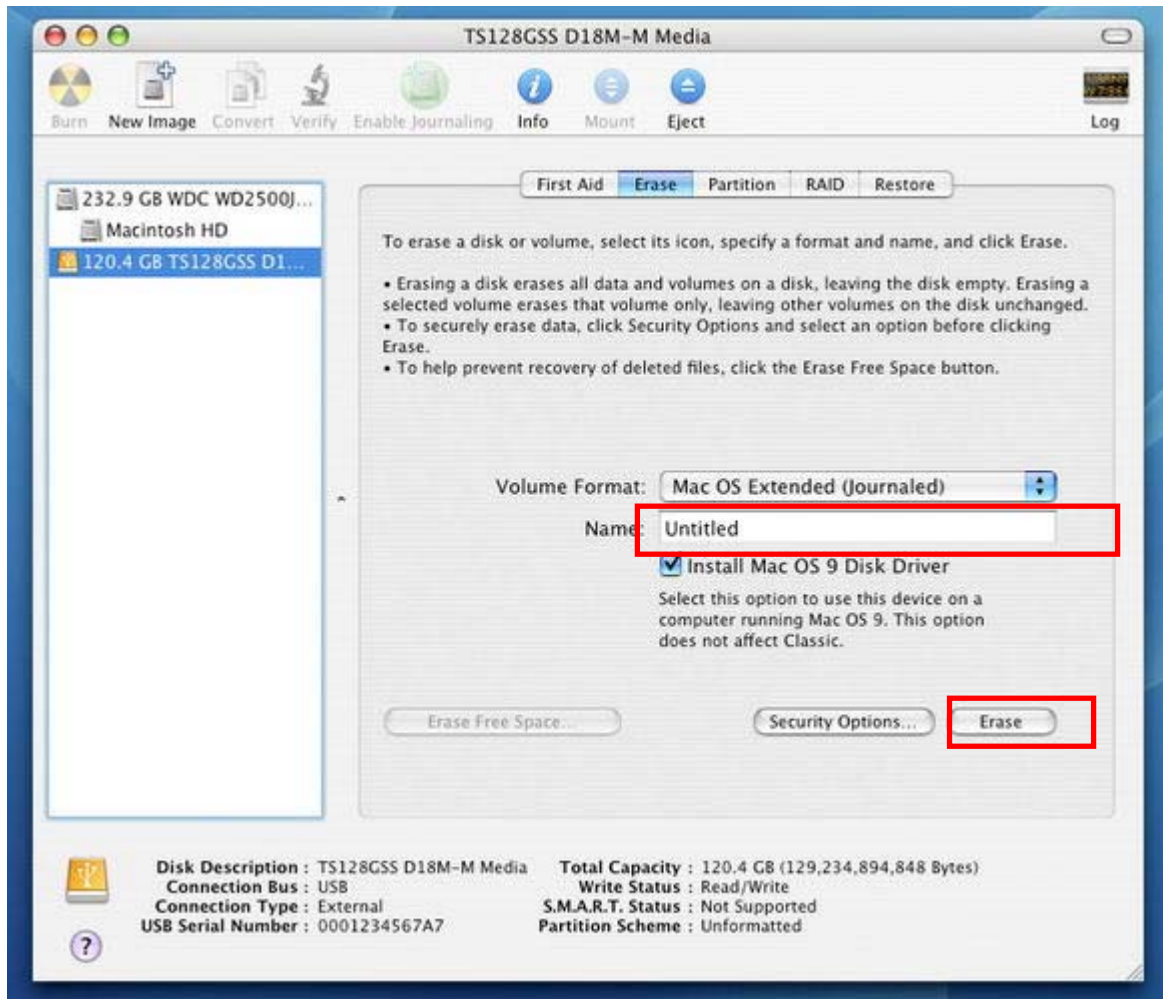 TS128GSS D18M-M Media
Burn New Image Convert Verify Enable Journaling Info Mount Eject Log
232.9 GB WDC WD2500J...
Macintosh HD
120.4 GB TS128GSS D1...
First Aid Erase Partition RAID Restore
To erase a disk or volume, select its icon, specify a format and name, and click Erase.
• Erasing a disk erases all data and volumes on a disk, leaving the disk empty. Erasing a
selected volume erases that volume only, leaving other volumes on the disk unchanged.
• To securely erase data, click Security Options and select an option before clicking
Erase.
• To help prevent recovery of deleted files, click the Erase Free Space button.
Volume Format: Mac OS Extended (Journaled)
Name: Untitled
Install Mac OS 9 Disk Driver
Select this option to use this device on a
computer running Mac OS 9. This option
does not affect Classic.
Erase Free Space... Security Options... Erase
Disk Description : TS128GSS D18M-M Media Total Capacity : 120.4 GB (129,234,894,848 Bytes)
Connection Bus : USB Write Status : Read/Write
Connection Type : External S.M.A.R.T. Status : Not Supported
USB Serial Number : 0001234567A7 Partition Scheme : Unformatted
?